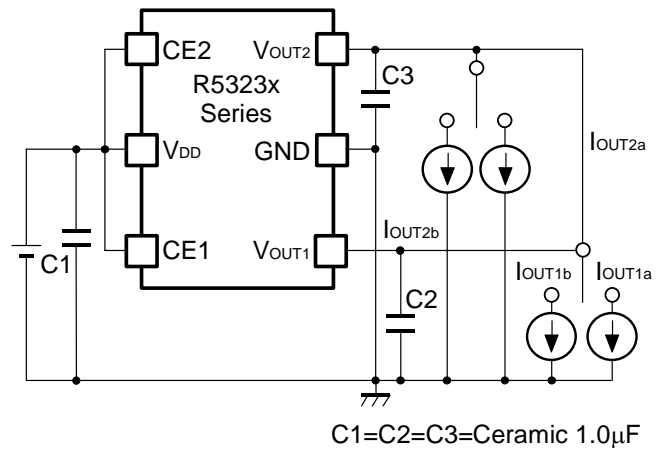 CE2
VOUT2
R5323x
Series
C3
VDD
GND
IOUT2a
CE1
VOUT1
IOUT2b
C1
C2
IOUT1b
IOUT1a
C1=C2=C3=Ceramic 1.0μF